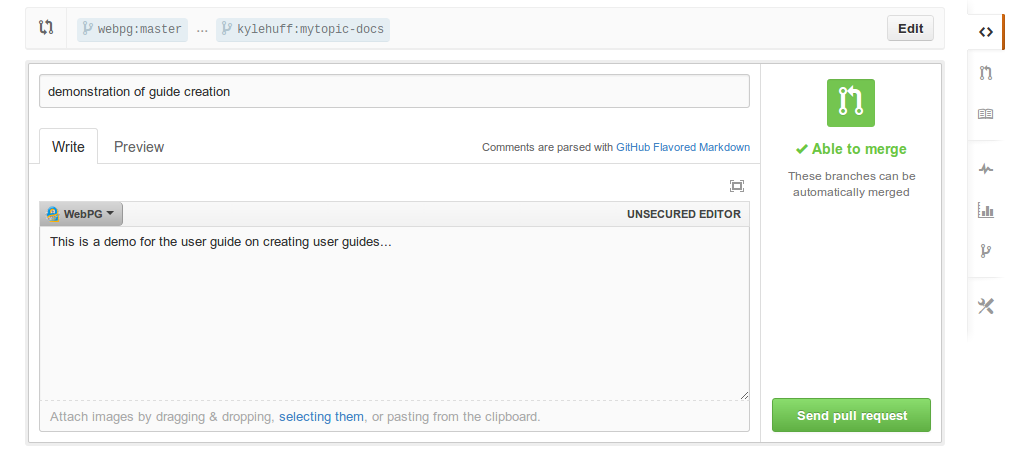 webpg:master ... kylehuff:mytopic-docs Edit
demonstration of guide creation
Write Preview Comments are parsed with GitHub Flavored Markdown
WebPG UNSECURED EDITOR
This is a demo for the user guide on creating user guides...
Attach images by dragging & dropping, selecting them, or pasting from the clipboard.
Able to merge
These branches can be
automatically merged
Send pull request